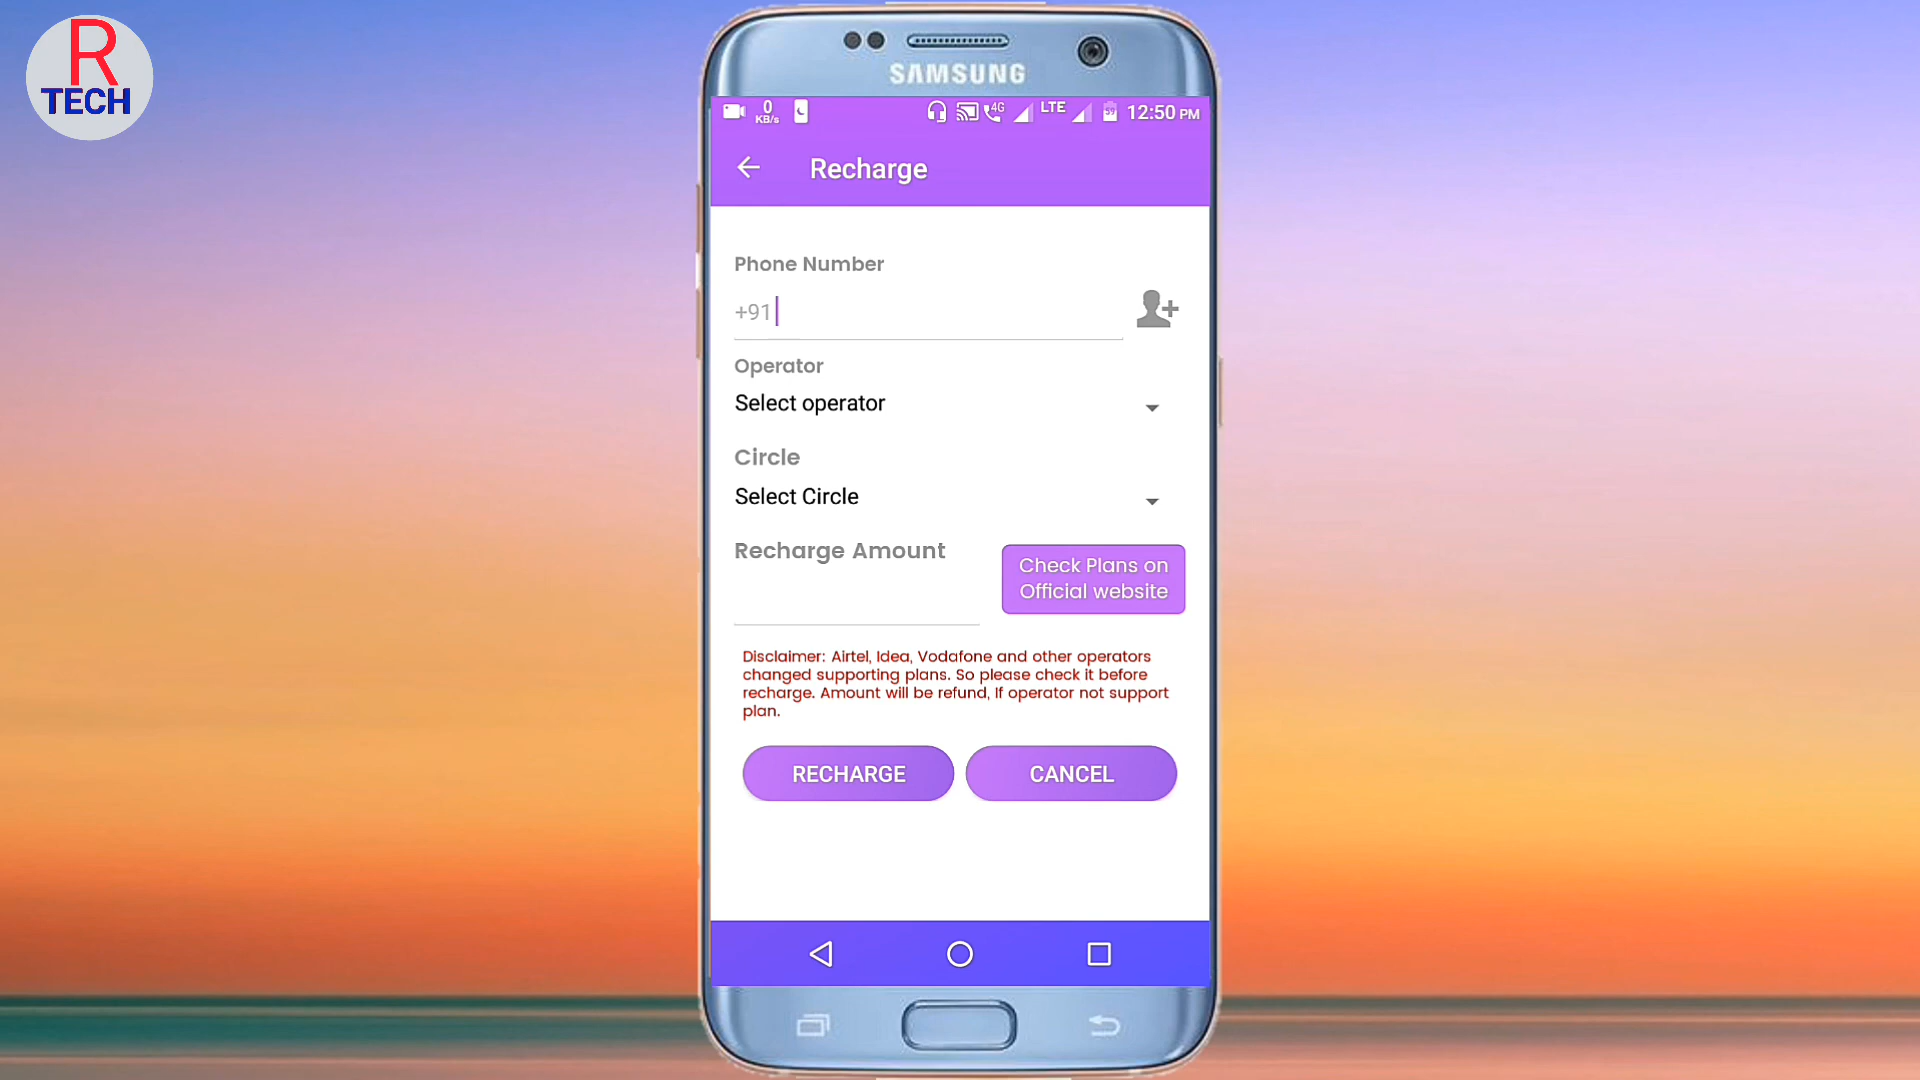 R
TECH
SAMSUNG
0
KB/s
4G
LTE
59
12:50 PM
Recharge
Phone Number
+91
Operator
Select operator
Circle
Select Circle
Recharge Amount
Check Plans on
Official website
Disclaimer: Airtel, Idea, Vodafone and other operators
changed supporting plans. So please check it before
recharge. Amount will be refund, If operator not support
plan.
RECHARGE
CANCEL